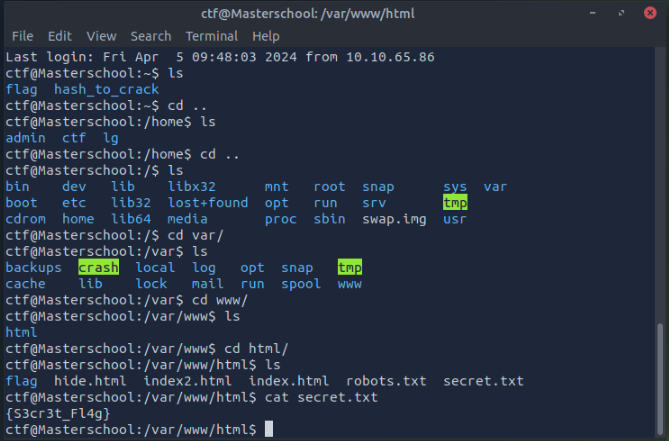 ctf@Masterschool: /var/www/html
File Edit View Search Terminal Help
Last login: Fri Apr  5 09:48:03 2024 from 10.10.65.86
ctf@Masterschool:~$ ls
flag  hash_to_crack
ctf@Masterschool:~$ cd ..
ctf@Masterschool:/home$ ls
admin  ctf  lg
ctf@Masterschool:/home$ cd ..
ctf@Masterschool:/$ ls
bin    dev   lib    libx32      mnt   root  snap      sys  var
boot   etc   lib32  lost+found  opt   run   srv       tmp
cdrom  home  lib64  media       proc  sbin  swap.img  usr
ctf@Masterschool:/$ cd var/
ctf@Masterschool:/var$ ls
backups  crash  local  log   opt  snap   tmp
cache    lib    lock   mail  run  spool  www
ctf@Masterschool:/var$ cd www/
ctf@Masterschool:/var/www$ ls
html
ctf@Masterschool:/var/www$ cd html/
ctf@Masterschool:/var/www/html$ ls
flag  hide.html  index2.html  index.html  robots.txt  secret.txt
ctf@Masterschool:/var/www/html$ cat secret.txt
{S3cr3t_Fl4g}
ctf@Masterschool:/var/www/html$